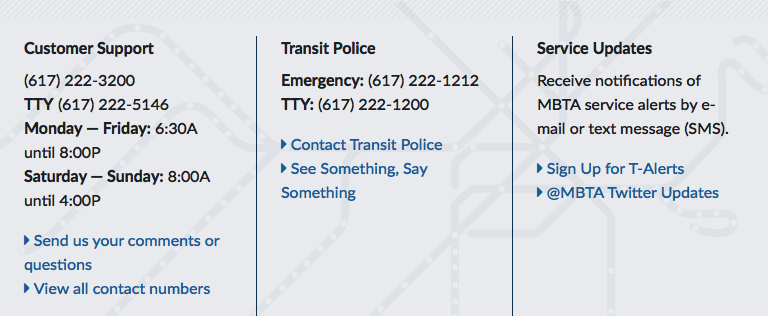 Customer Support
(617) 222-3200
TTY (617) 222-5146
Monday — Friday: 6:30A
until 8:00P
Saturday — Sunday: 8:00A
until 4:00P
Send us your comments or
questions
View all contact numbers
Transit Police
Emergency: (617) 222-1212
TTY: (617) 222-1200
Contact Transit Police
See Something, Say
Something
Service Updates
Receive notifications of
MBTA service alerts by e-
mail or text message (SMS).
Sign Up for T-Alerts
@MBTA Twitter Updates